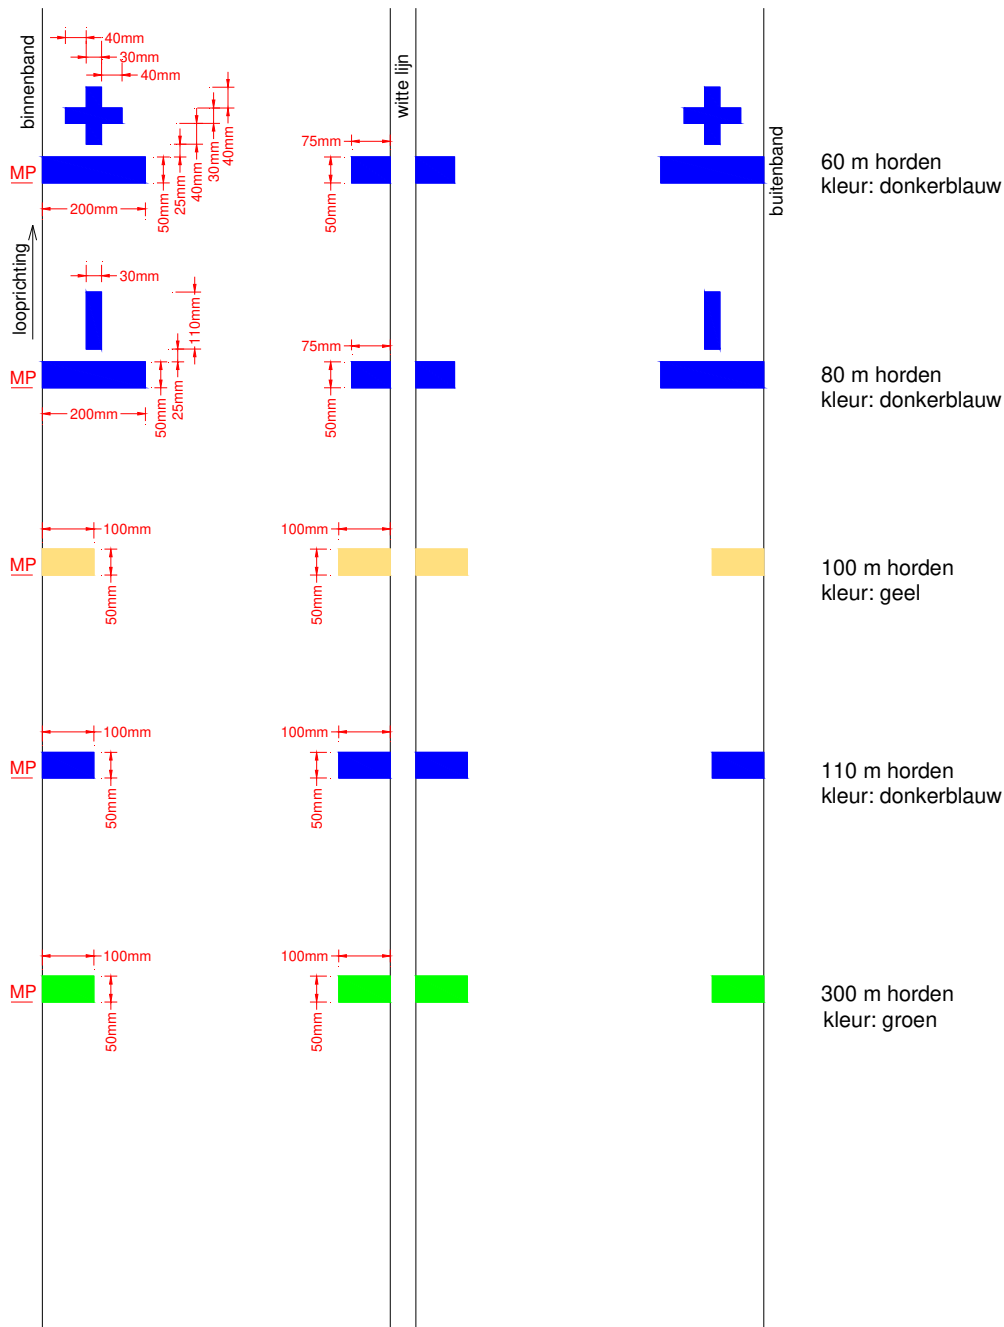 40mm
30mm
40mm
binnenband
witte lijn
40mm
30mm
40mm
25mm
50mm
75mm
50mm
MP
200mm
buitenband
60 m horden
kleur: donkerblauw
looprichting
30mm
110mm
25mm
50mm
75mm
50mm
MP
200mm
80 m horden
kleur: donkerblauw
100mm
100mm
MP
50mm
50mm
100 m horden
kleur: geel
100mm
100mm
MP
50mm
50mm
110 m horden
kleur: donkerblauw
100mm
100mm
MP
50mm
50mm
300 m horden
kleur: groen